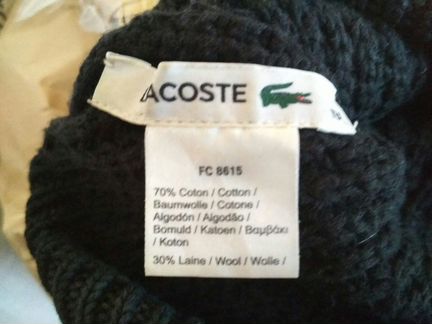 ACOSTE
FC 8615
70% Coton / Cotton /
Baumwolle / Cotone /
Algodón / Algodão /
Bomuld / Katoen / Βαμβάκι
/ Koton
30% Laine / Wool / Wolle /